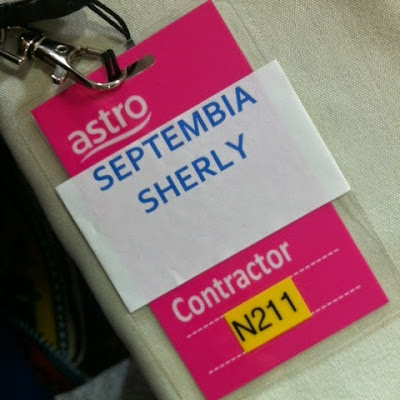 astro
SEPTEMBIA
SHERLY
Contractor
N211